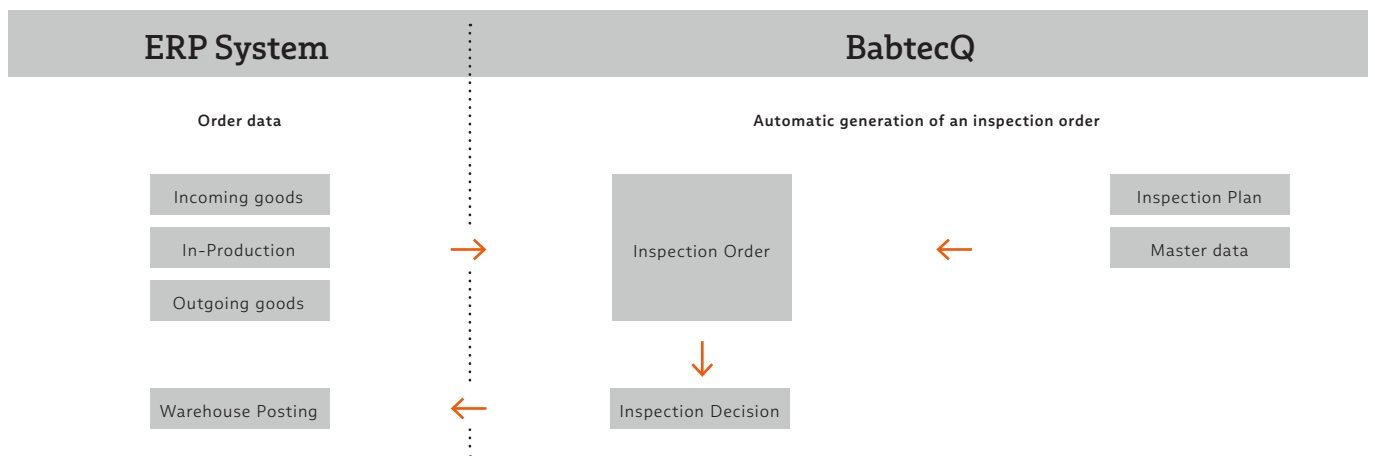 ERP System
BabtecQ
Order data
Automatic generation of an inspection order
Incoming goods
In-Production
Outgoing goods
Inspection Order
Inspection Plan
Master data
Warehouse Posting
Inspection Decision